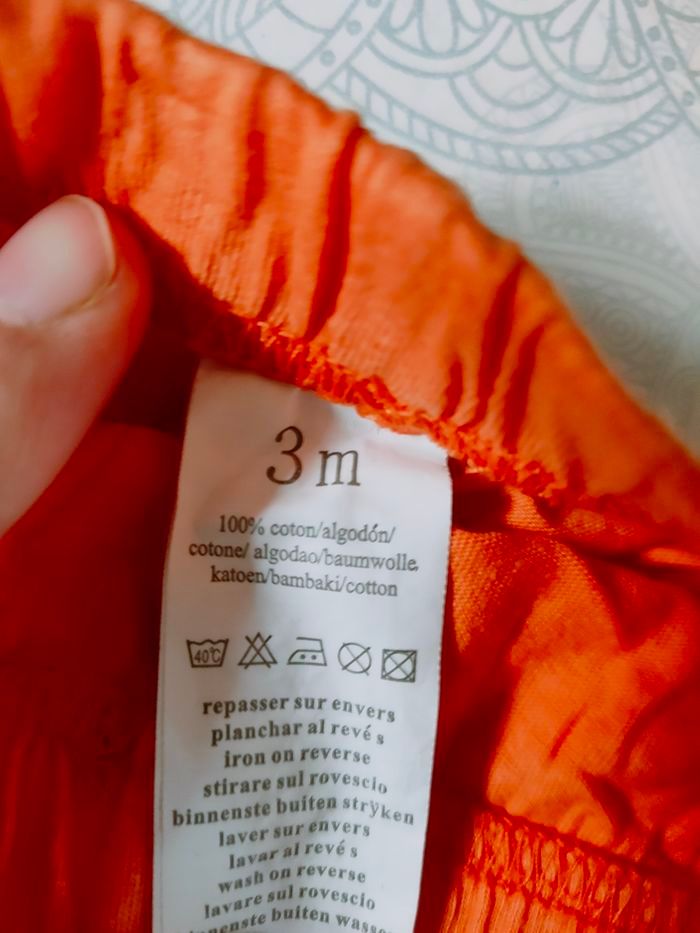 3 m
100% coton/algodón/
cotone/ algodao/baumwolle,
katoen/bambaki/cotton
40℃
repasser sur envers
planchar al revé s
iron on reverse
stirare sul rovescio
binnenste buiten strÿken
laver sur envers
lavar al revé s
wash on reverse
lavare sul rovescio
buiten